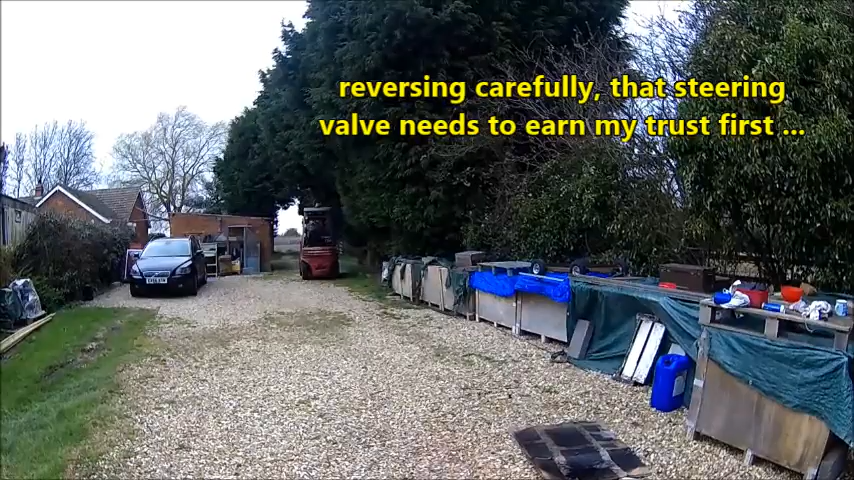 reversing carefully, that steering
valve needs to earn my trust first ...